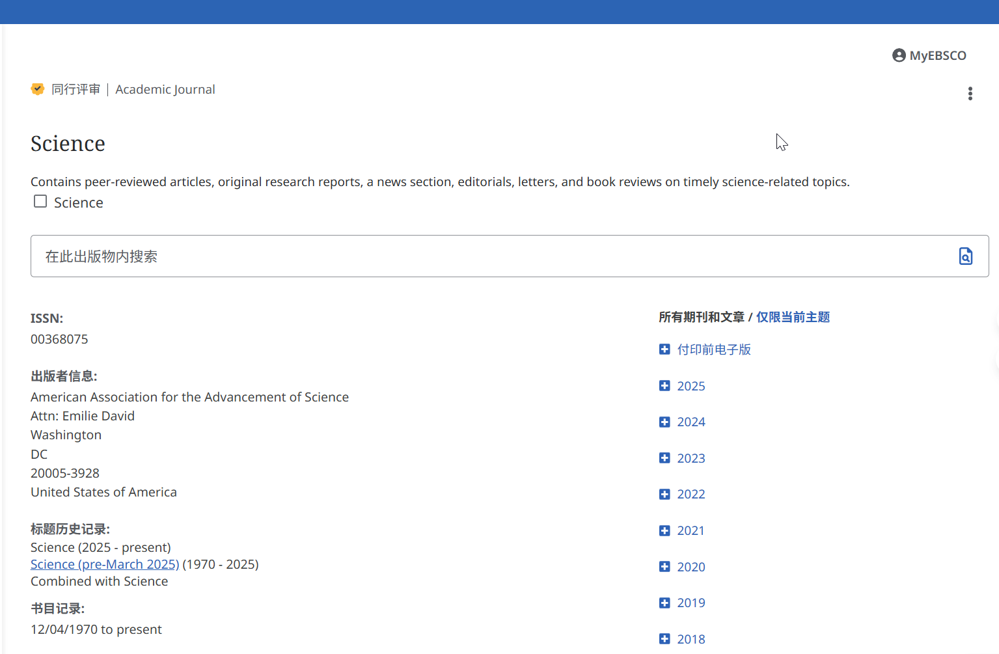 MyEBSCO
同行评审 | Academic Journal
Science
Contains peer-reviewed articles, original research reports, a news section, editorials, letters, and book reviews on timely science-related topics.
Science
在此出版物内搜索
ISSN:
00368075
出版者信息:
American Association for the Advancement of Science
Attn: Emilie David
Washington
DC
20005-3928
United States of America
标题历史记录:
Science (2025 - present)
Science (pre-March 2025) (1970 - 2025)
Combined with Science
书目记录:
12/04/1970 to present
所有期刊和文章 / 仅限当前主题
付印前电子版
2025
2024
2023
2022
2021
2020
2019
2018